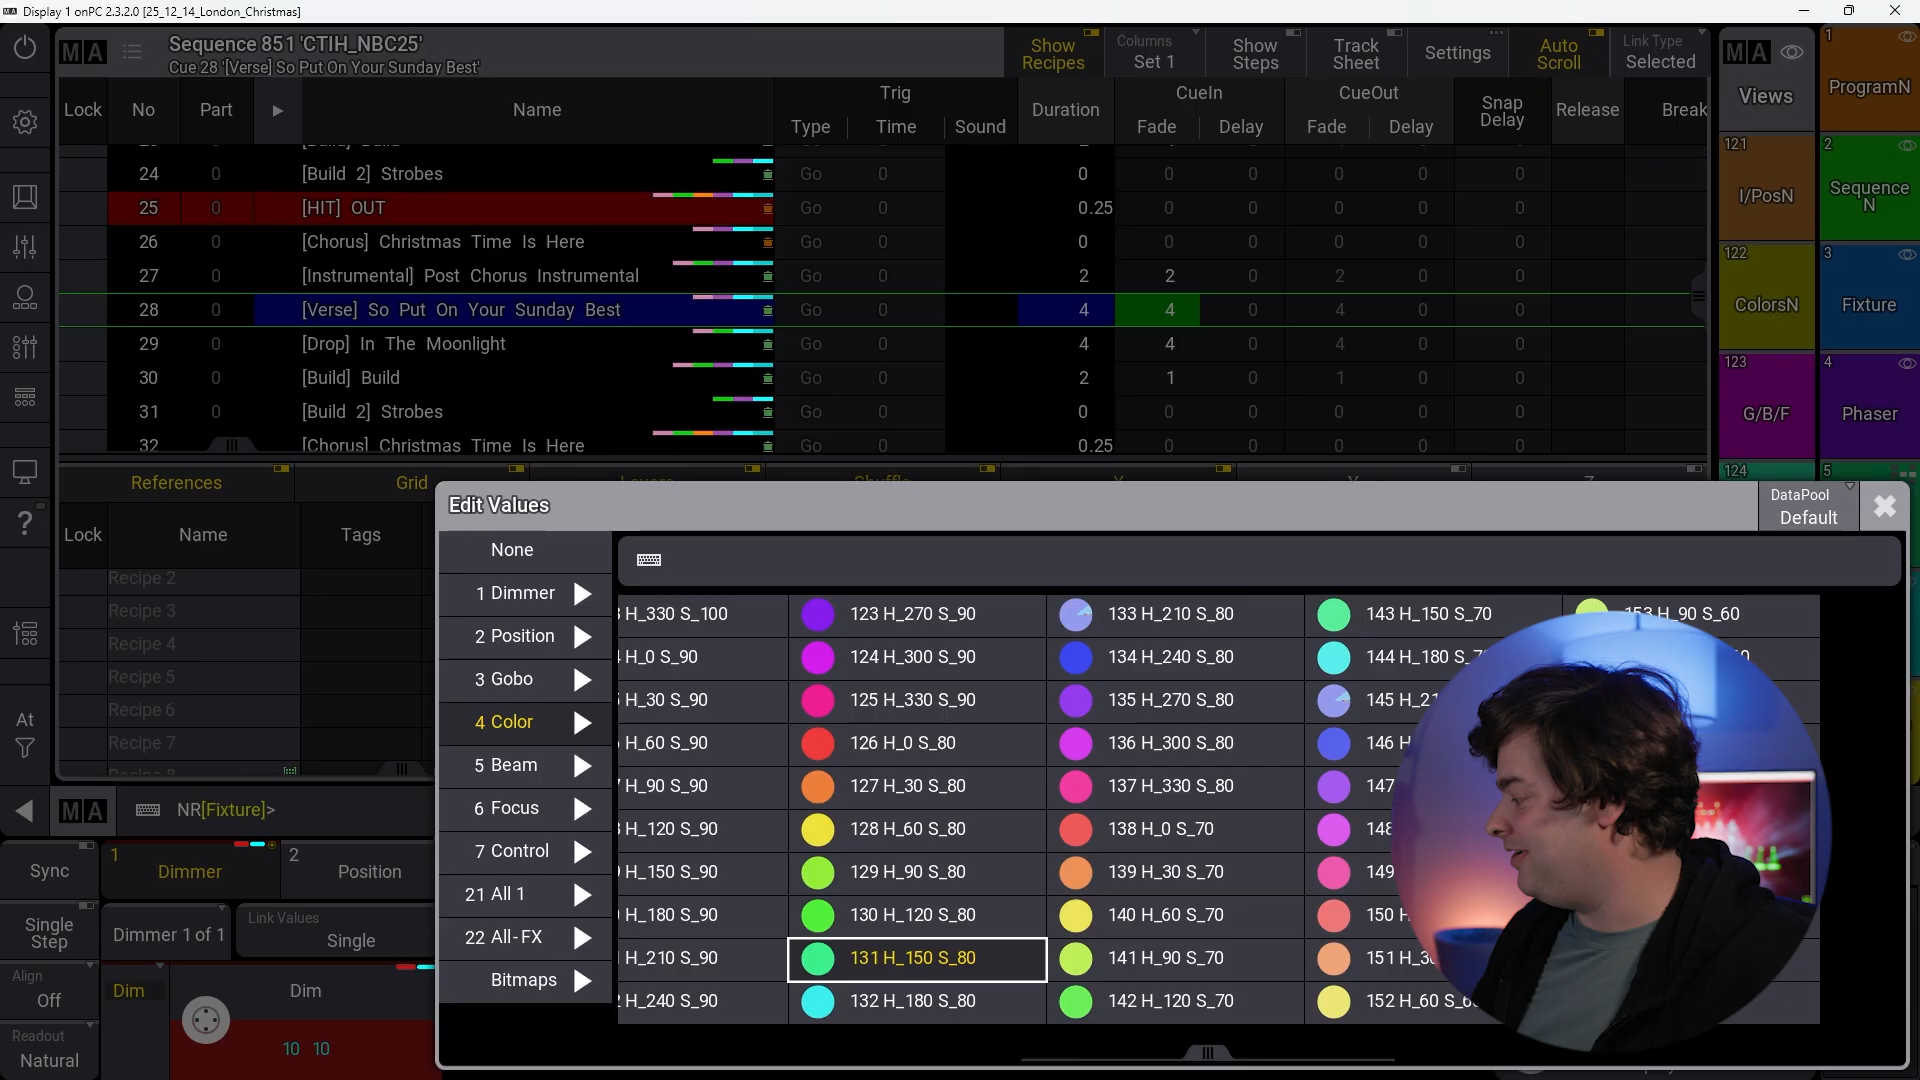 Display 1 onPC 2.3.2.0 [25_12_14_London_Christmas]
MA
Sequence 851 'CTIH_NBC25'
Cue 28 '[Verse] So Put On Your Sunday Best'
Show Recipes
Columns
Set 1
Show Steps
Track Sheet
Settings
Auto Scroll
Link Type
Selected
MA
Views
1
ProgramN
Lock No Part Name Trig Type Time Sound Duration CueIn Fade Delay CueOut Fade Delay Snap Delay Release Break
24 0 [Build 2] Strobes Go 0 0 0 0 0 0 0
25 0 [HIT] OUT Go 0 0.25 0 0 0 0 0
26 0 [Chorus] Christmas Time Is Here Go 0 0 0 0 0 0 0
27 0 [Instrumental] Post Chorus Instrumental Go 0 2 2 0 2 0 0
28 0 [Verse] So Put On Your Sunday Best Go 0 4 4 0 4 0 0
29 0 [Drop] In The Moonlight Go 0 4 4 0 4 0 0
30 0 [Build] Build Go 0 2 1 0 1 0 0
31 0 [Build 2] Strobes Go 0 0 0 0 0 0 0
32 [Chorus] Christmas Time Is Here Go 0 0.25 0 0 0 0 0
121
I/PosN
2
Sequence N
122
ColorsN
3
Fixture
123
G/B/F
4
Phaser
124
5
References Grid
Lock Name Tags
Recipe 2
Recipe 3
Recipe 4
Recipe 5
Recipe 6
Recipe 7
At
MA NR[Fixture]>
Sync
1
Dimmer
2
Position
Single Step
Dimmer 1 of 1
Link Values
Single
Align
Off
Dim
Dim
Readout
Natural
10 10
Edit Values
DataPool
Default
None
1 Dimmer
2 Position
3 Gobo
4 Color
5 Beam
6 Focus
7 Control
21 All 1
22 All-FX
Bitmaps
H_330 S_100 123 H_270 S_90 133 H_210 S_80 143 H_150 S_70 153 H_90 S_60
H_0 S_90 124 H_300 S_90 134 H_240 S_80 144 H_180
H_30 S_90 125 H_330 S_90 135 H_270 S_80 145
H_60 S_90 126 H_0 S_80 136 H_300 S_80 146
H_90 S_90 127 H_30 S_80 137 H_330 S_80 147
H_120 S_90 128 H_60 S_80 138 H_0 S_70 148
H_150 S_90 129 H_90 S_80 139 H_30 S_70 149
H_180 S_90 130 H_120 S_80 140 H_60 S_70 150
H_210 S_90 131 H_150 S_80 141 H_90 S_70 151
H_240 S_90 132 H_180 S_80 142 H_120 S_70 152 H_60